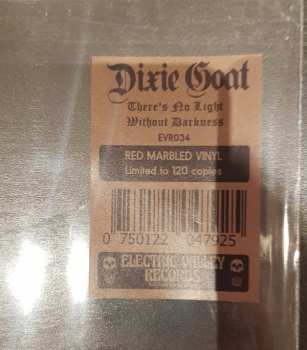 Dixie Goat
There's No Light
Without Darkness
EVR034
RED MARBLED VINYL
Limited to 120 copies
0 750122 047925
ELECTRIC VALLEY
RECORDS